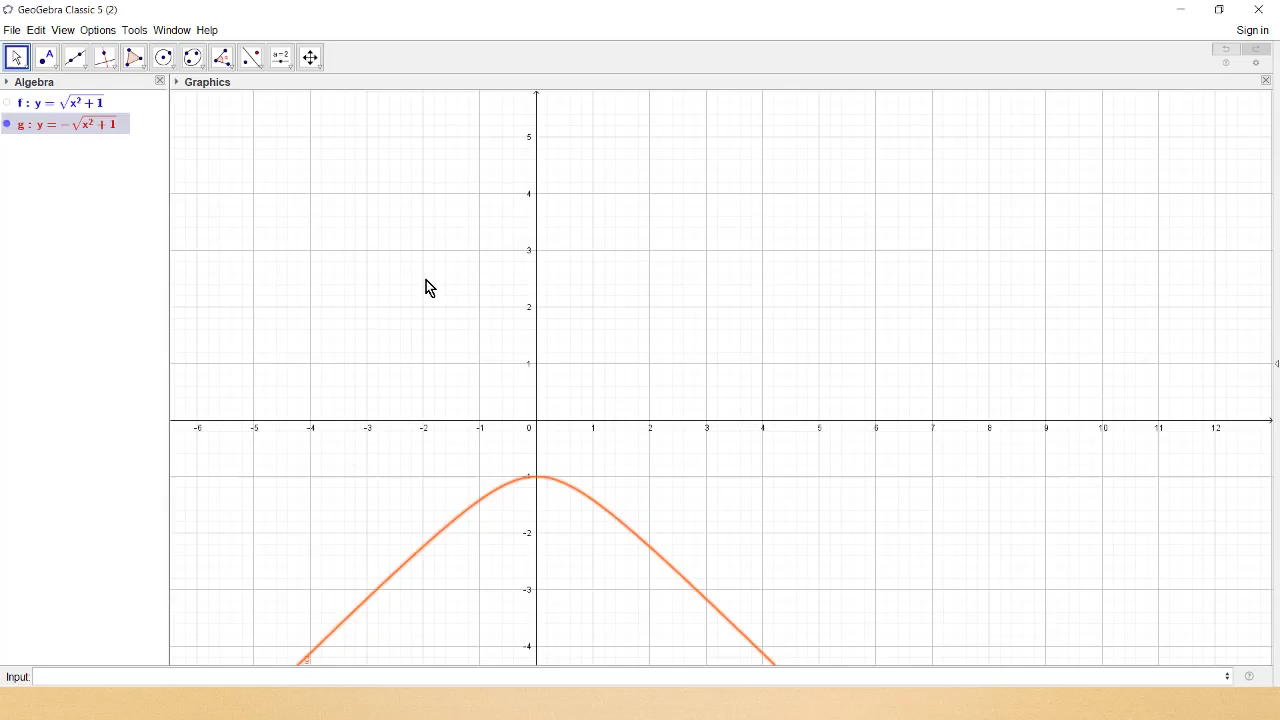 GeoGebra Classic 5 (2)
File Edit View Options Tools Window Help
Sign in
A
a=2
Algebra
Graphics
f : y = √x² + 1
g : y = −√x² + 1
5
4
3
2
1
-6 -5 -4 -3 -2 -1 0 1 2 3 4 5 6 7 8 9 10 11 12
-1
-2
-3
-4
Input: